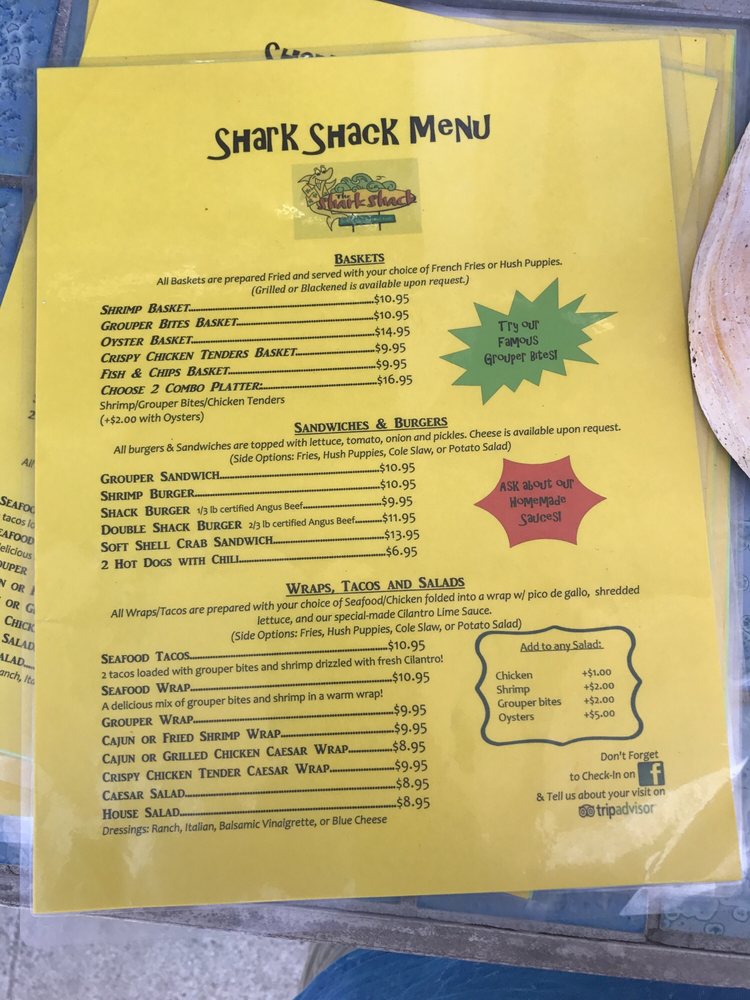 Shark Shack Menu
The
Shark Shack
Baskets
All Baskets are prepared Fried and served with your choice of French Fries or Hush Puppies.
(Grilled or Blackened is available upon request.)
Shrimp Basket...$10.95
Grouper Bites Basket...$10.95
Oyster Basket...$14.95
Crispy Chicken Tenders Basket...$9.95
Fish & Chips Basket...$9.95
Choose 2 Combo Platter:...$16.95
Shrimp/Grouper Bites/Chicken Tenders
(+$2.00 with Oysters)
Try our
Famous
Grouper Bites!
Sandwiches & Burgers
All burgers & Sandwiches are topped with lettuce, tomato, onion and pickles. Cheese is available upon request.
(Side Options: Fries, Hush Puppies, Cole Slaw, or Potato Salad)
Grouper Sandwich...$10.95
Shrimp Burger...$10.95
Shack Burger 1/3 lb certified Angus Beef...$9.95
Double Shack Burger 2/3 lb certified Angus Beef...$11.95
Soft Shell Crab Sandwich...$13.95
2 Hot Dogs with Chili...$6.95
Ask about our
Homemade
Sauces!
Wraps, Tacos and Salads
All Wraps/Tacos are prepared with your choice of Seafood/Chicken folded into a wrap w/ pico de gallo, shredded
lettuce, and our special-made Cilantro Lime Sauce.
(Side Options: Fries, Hush Puppies, Cole Slaw, or Potato Salad)
Seafood Tacos...$10.95
2 tacos loaded with grouper bites and shrimp drizzled with fresh Cilantro!
Seafood Wrap...$10.95
A delicious mix of grouper bites and shrimp in a warm wrap!
Grouper Wrap...$9.95
Cajun or Fried Shrimp Wrap...$9.95
Cajun or Grilled Chicken Caesar Wrap...$8.95
Crispy Chicken Tender Caesar Wrap...$9.95
Caesar Salad...$8.95
House Salad...$8.95
Dressings: Ranch, Italian, Balsamic Vinaigrette, or Blue Cheese
Add to any Salad:
Chicken +$1.00
Shrimp +$2.00
Grouper bites +$2.00
Oysters +$5.00
Don't Forget
to Check-In on f
& Tell us about your visit on
tripadvisor